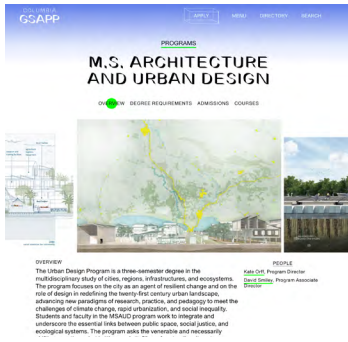 COLUMBIA
GSAPP
APPLY
MENU
DIRECTORY
SEARCH
PROGRAMS
M.S. ARCHITECTURE
AND URBAN DESIGN
OVERVIEW
DEGREE REQUIREMENTS
ADMISSIONS
COURSES
OVERVIEW
The Urban Design Program is a three-semester degree in the
multidisciplinary study of cities, regions, infrastructures, and ecosystems.
The program focuses on the city as an agent of resilient change and on the
role of design in redefining the twenty-first century urban landscape,
advancing new paradigms of research, practice, and pedagogy to meet the
challenges of climate change, rapid urbanization, and social inequality.
Students and faculty in the MSAUD program work to integrate and
underscore the essential links between public space, social justice, and
ecological systems. The program asks the venerable and necessarily
PEOPLE
Kate Orff, Program Director
David Smiley, Program Associate
Director